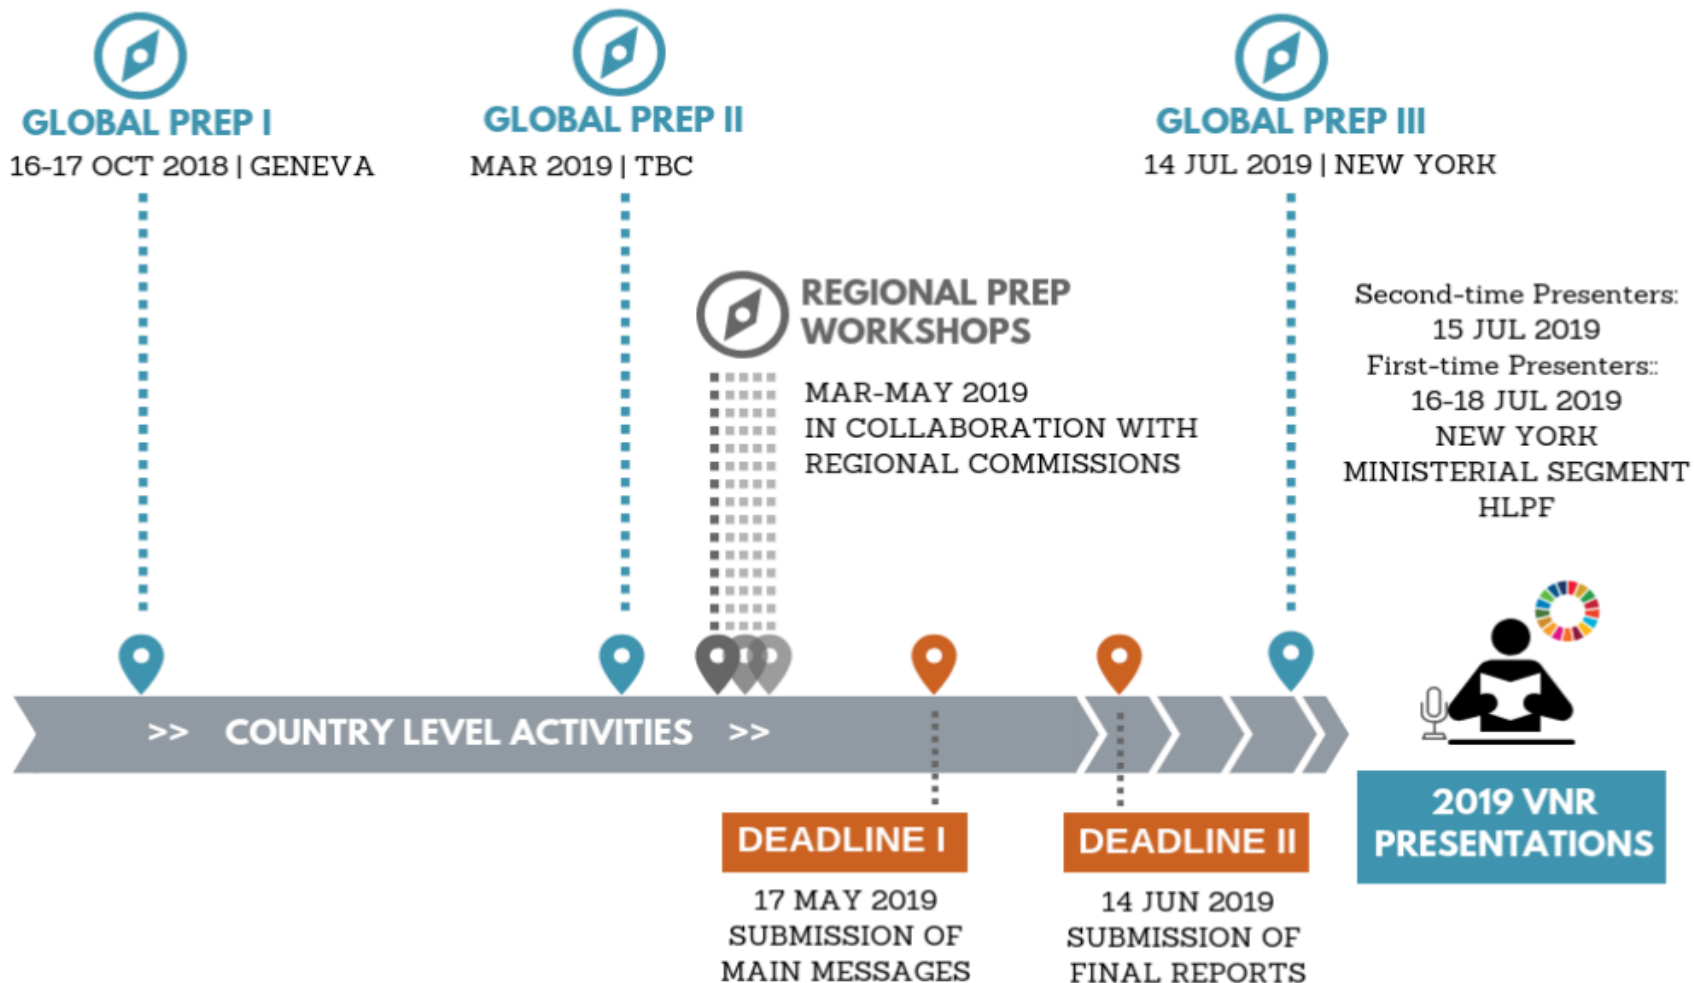 GLOBAL PREP I
16-17 OCT 2018 | GENEVA
GLOBAL PREP II
MAR 2019 | TBC
GLOBAL PREP III
14 JUL 2019 | NEW YORK
REGIONAL PREP
WORKSHOPS
MAR-MAY 2019
IN COLLABORATION WITH
REGIONAL COMMISSIONS
Second-time Presenters:
15 JUL 2019
First-time Presenters::
16-18 JUL 2019
NEW YORK
MINISTERIAL SEGMENT
HLPF
>> COUNTRY LEVEL ACTIVITIES >>
DEADLINE I
17 MAY 2019
SUBMISSION OF
MAIN MESSAGES
DEADLINE II
14 JUN 2019
SUBMISSION OF
FINAL REPORTS
2019 VNR
PRESENTATIONS